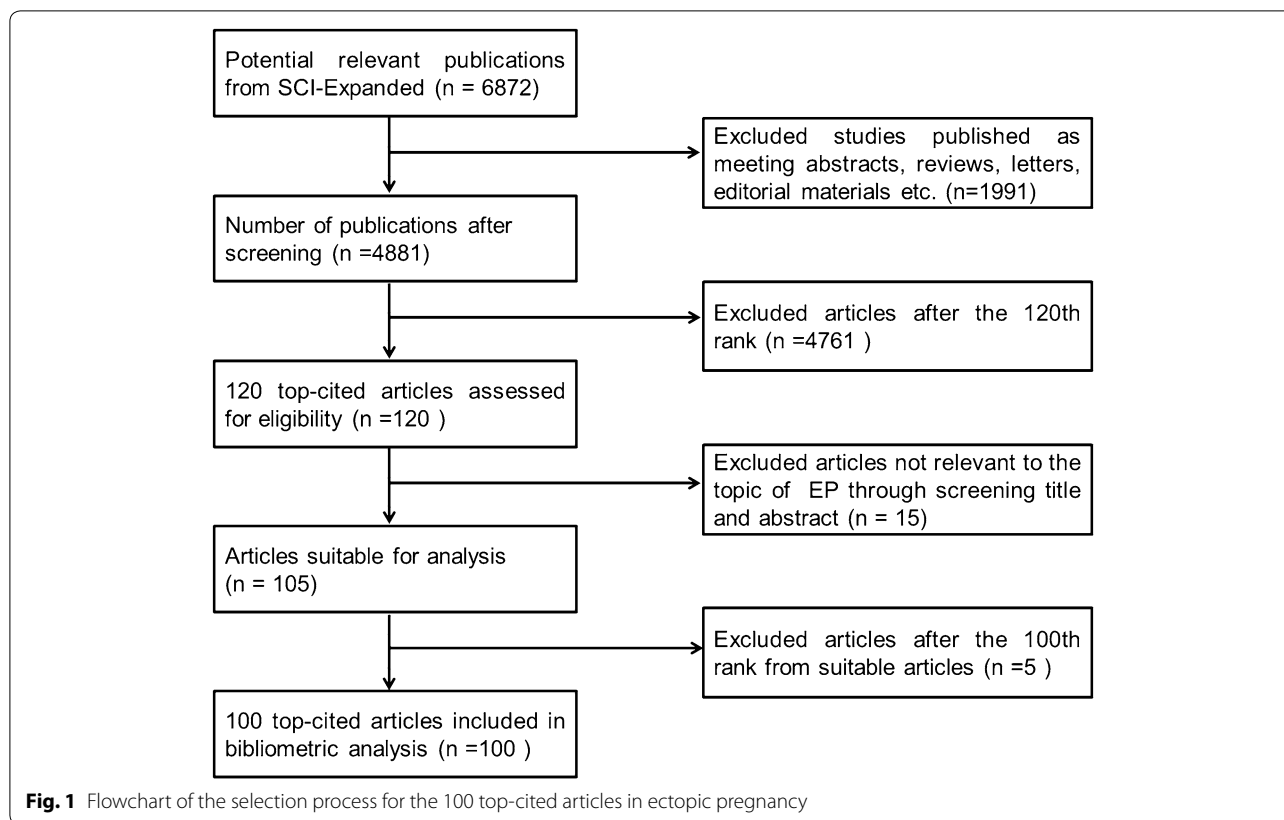 Potential relevant publications
from SCI-Expanded (n = 6872)
Excluded studies published as
meeting abstracts, reviews, letters,
editorial materials etc. (n=1991)
Number of publications after
screening (n =4881)
Excluded articles after the 120th
rank (n =4761 )
120 top-cited articles assessed
for eligibility (n =120 )
Excluded articles not relevant to the
topic of EP through screening title
and abstract (n = 15)
Articles suitable for analysis
(n = 105)
Excluded articles after the 100th
rank from suitable articles (n =5 )
100 top-cited articles included in
bibliometric analysis (n =100 )
Fig. 1 Flowchart of the selection process for the 100 top-cited articles in ectopic pregnancy